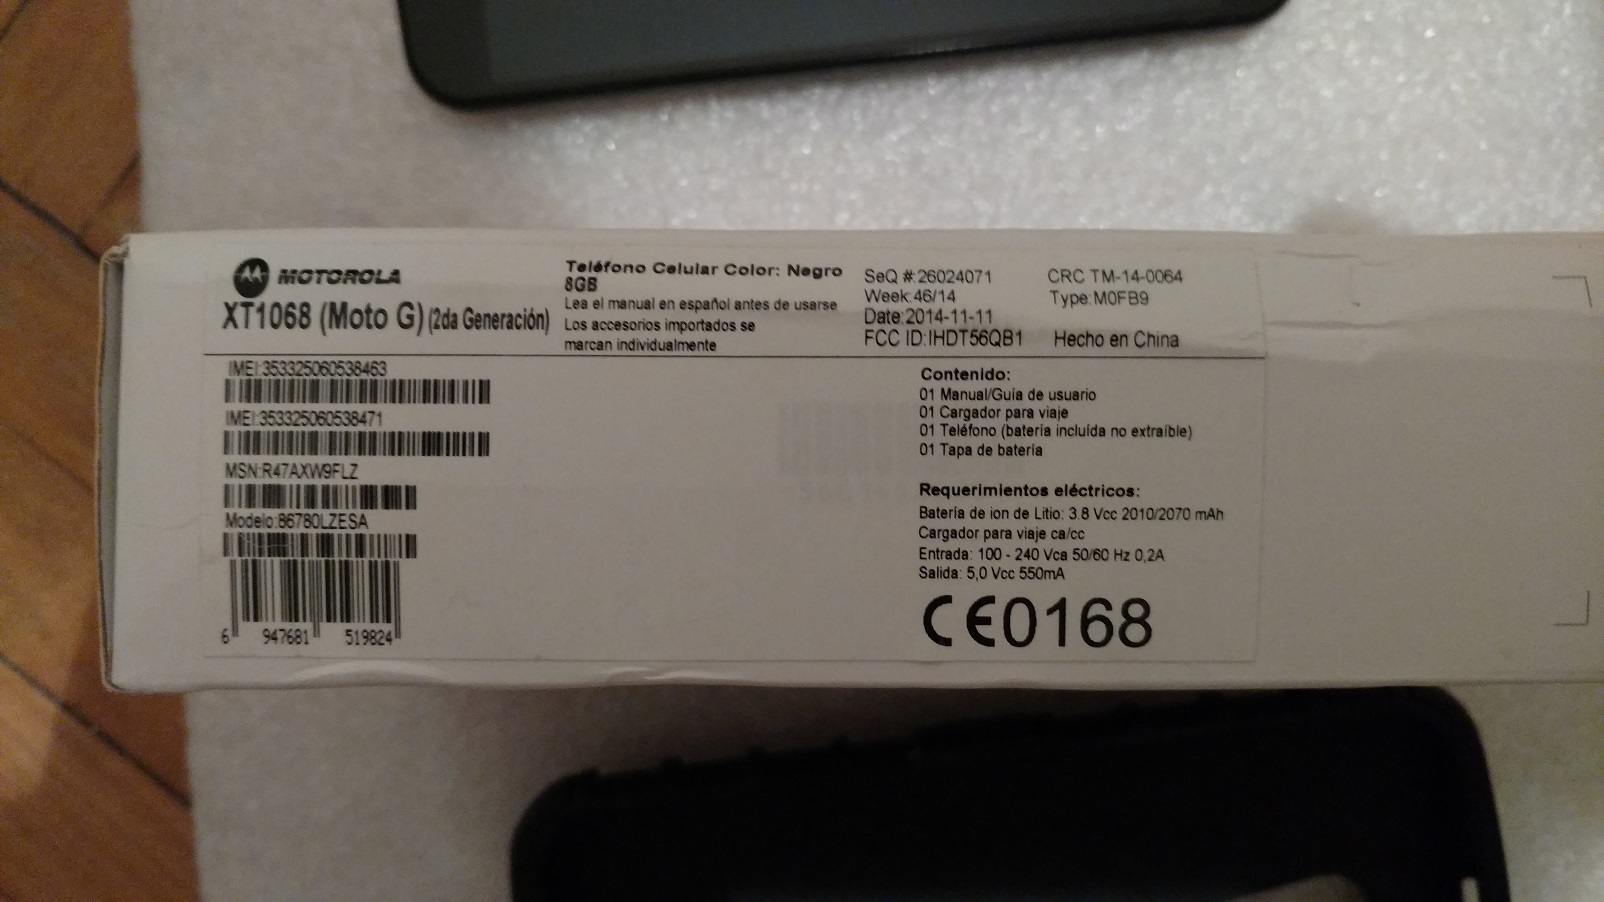 MOTOROLA
XT1068 (Moto G) (2da Generación)
Teléfono Celular Color: Negro
8GB
Lea el manual en español antes de usarse
Los accesorios importados se
marcan individualmente
SeQ #:26024071
Week:46/14
Date:2014-11-11
FCC ID:IHDT56QB1
CRC TM-14-0064
Type:M0FB9
Hecho en China
IMEI:353325060538463
IMEI:353325060538471
MSN:R47AXW9FLZ
Modelo:86780LZESA
6 947681 519824
Contenido:
01 Manual/Guía de usuario
01 Cargador para viaje
01 Teléfono (batería incluída no extraíble)
01 Tapa de batería
Requerimientos eléctricos:
Batería de ion de Litio: 3.8 Vcc 2010/2070 mAh
Cargador para viaje ca/cc
Entrada: 100 - 240 Vca 50/60 Hz 0,2A
Salida: 5,0 Vcc 550mA
CE0168